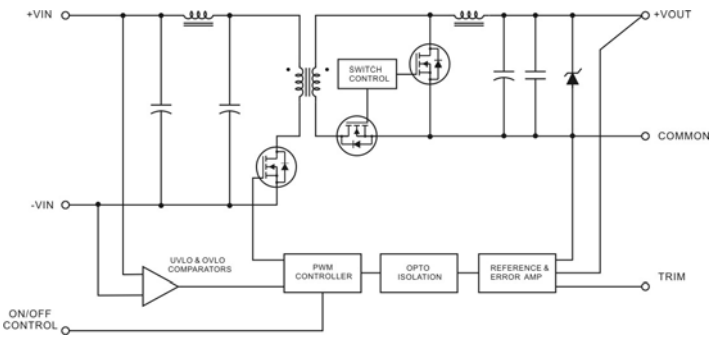 +VIN
+VOUT
SWITCH
CONTROL
COMMON
-VIN
UVLO & OVLO
COMPARATORS
PWM
CONTROLLER
OPTO
ISOLATION
REFERENCE &
ERROR AMP
TRIM
ON/OFF
CONTROL